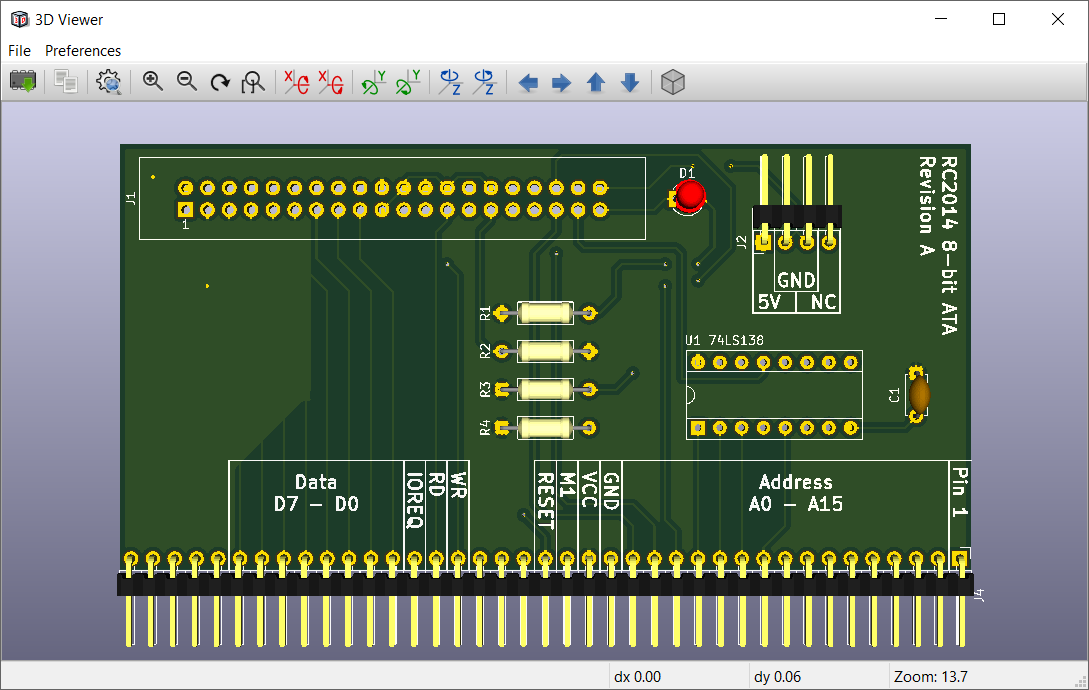 3D Viewer
File Preferences
J1
1
D1
J2
GND
5V NC
RC2014 8-bit ATA
Revision A
R1
R2
R3
R4
U1 74LS138
C1
Data
D7 - D0
IOREQ
RD
WR
RESET
M1
VCC
GND
Address
A0 - A15
Pin 1
J4
dx 0.00
dy 0.06
Zoom: 13.7